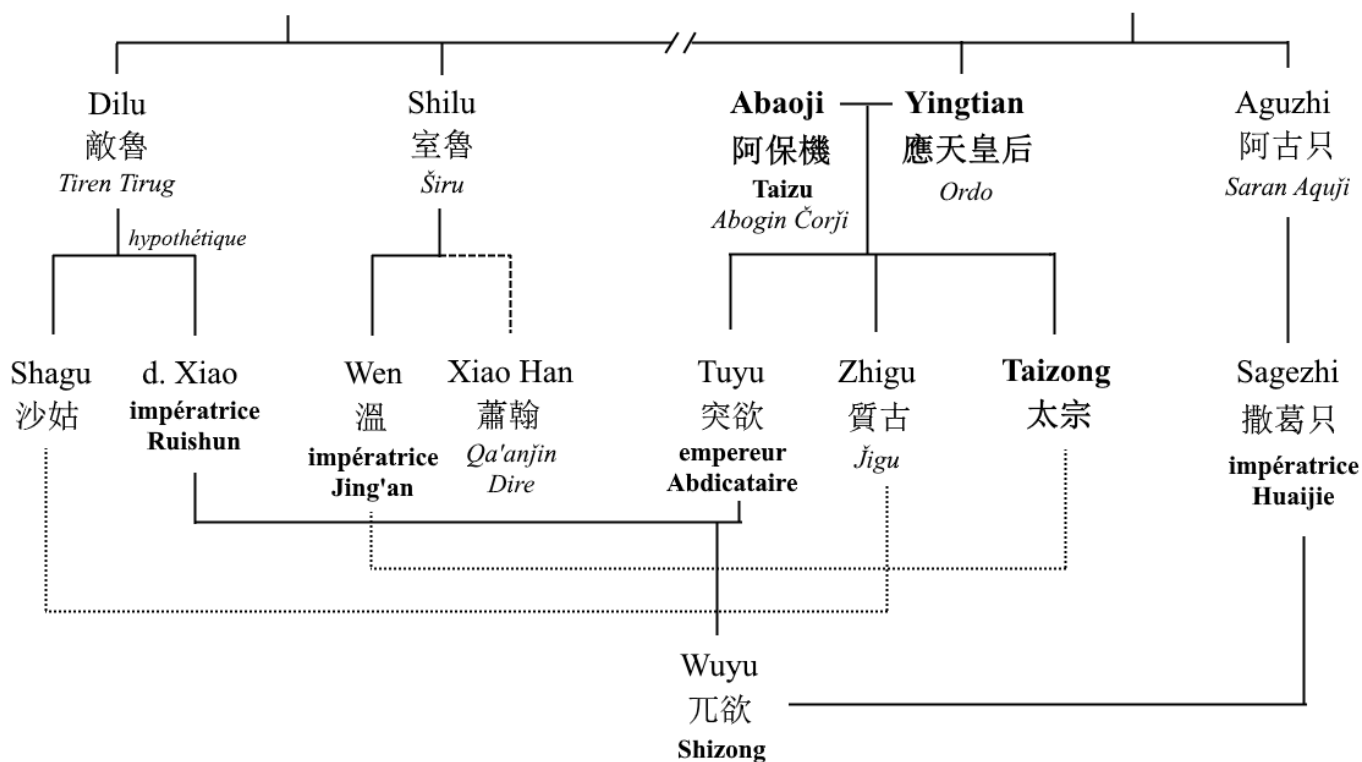 Dilu
敵魯
Tiren Tirug
hypothétique
Shilu
室魯
Širu
Abaoji
阿保機
Taizu
Abogin Čorǰi
Yingtian
應天皇后
Ordo
Aguzhi
阿古只
Saran Aquǰi
Shagu
沙姑
d. Xiao
impératrice
Ruishun
Wen
溫
impératrice
Jing'an
Xiao Han
蕭翰
Qa'anǰin
Dire
Tuyu
突欲
empereur
Abdicataire
Zhigu
質古
J̌igu
Taizong
太宗
Sagezhi
撒葛只
impératrice
Huaijie
Wuyu
兀欲
Shizong